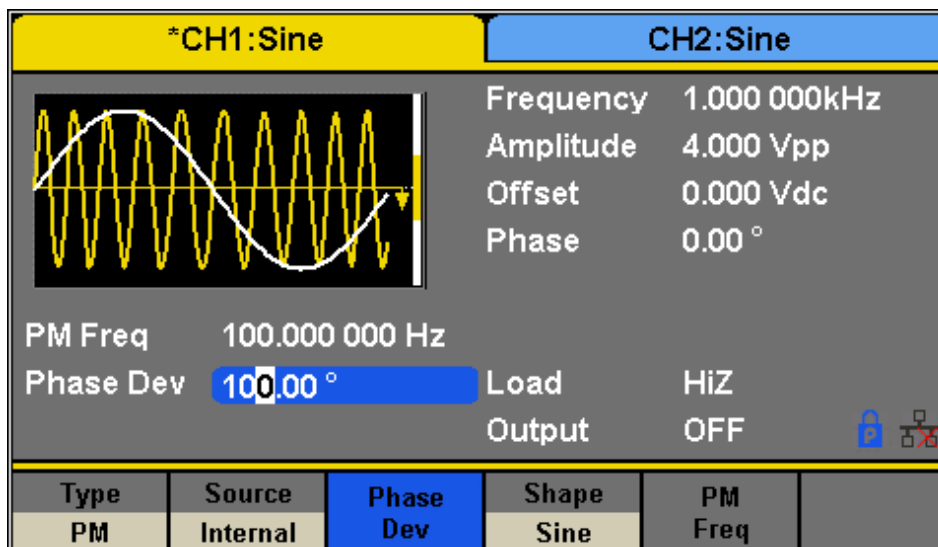 *CH1:Sine
CH2:Sine
Frequency 1.000 000kHz
Amplitude 4.000 Vpp
Offset 0.000 Vdc
Phase 0.00 °
PM Freq 100.000 000 Hz
Phase Dev 100.00 °
Load HiZ
Output OFF
P
Type
PM
Source
Internal
Phase
Dev
Shape
Sine
PM
Freq